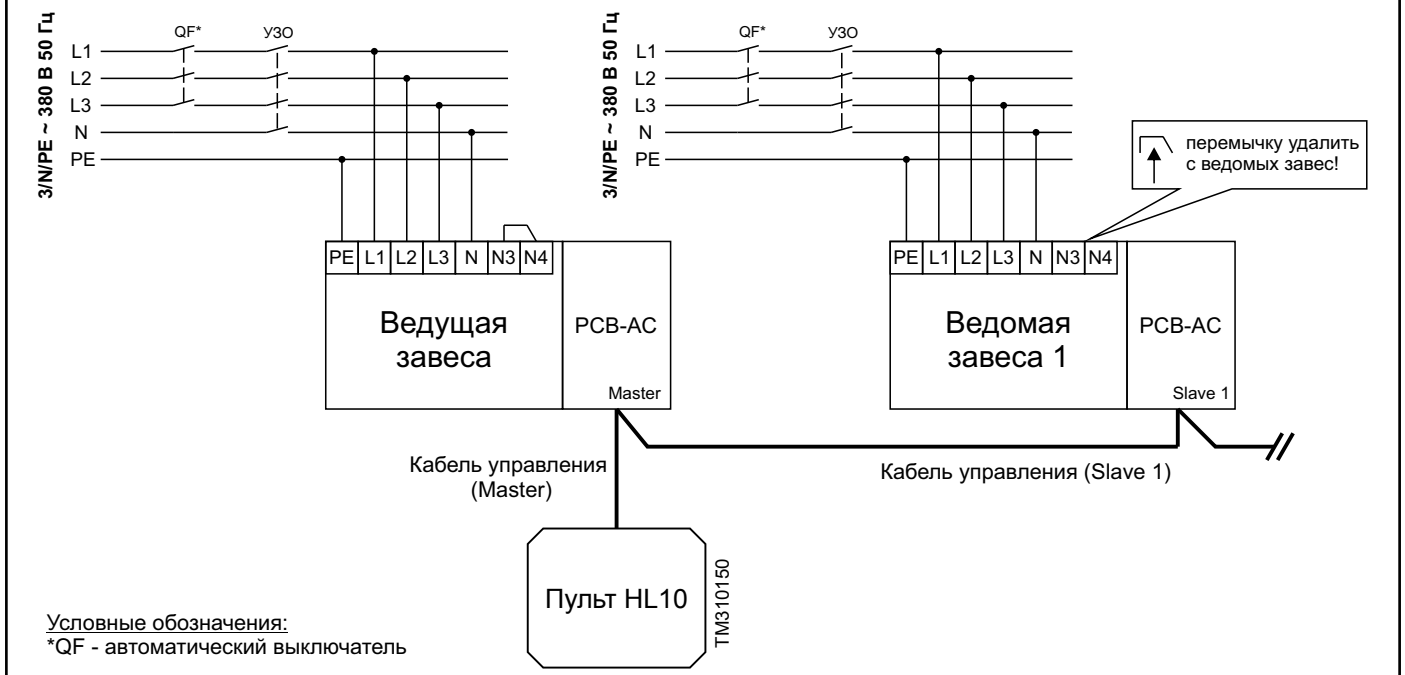 3/N/PE ~ 380 В 50 Гц
QF*
УЗО
L1
L2
L3
N
PE
3/N/PE ~ 380 В 50 Гц
QF*
УЗО
L1
L2
L3
N
PE
перемычку удалить
с ведомых завес!
PE L1 L2 L3 N N3 N4
Ведущая
завеса
PCB-AC
Master
PE L1 L2 L3 N N3 N4
Ведомая
завеса 1
PCB-AC
Slave 1
Кабель управления
(Master)
Кабель управления (Slave 1)
Пульт HL10
TM310150
Условные обозначения:
*QF - автоматический выключатель